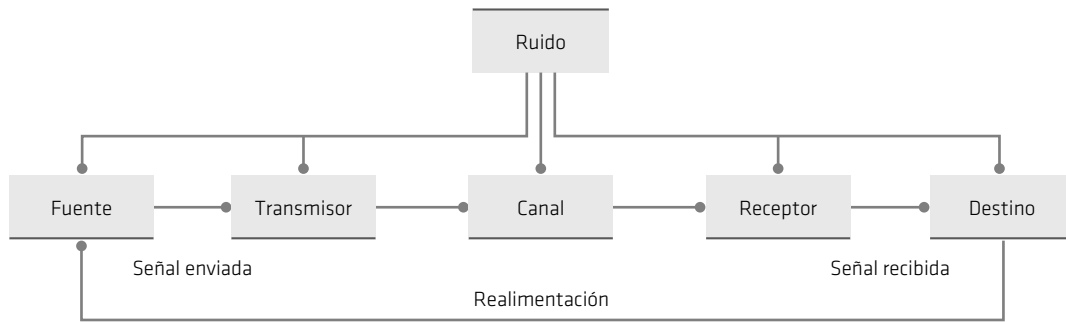 Ruido
Fuente
Transmisor
Canal
Receptor
Destino
Señal enviada
Señal recibida
Realimentación